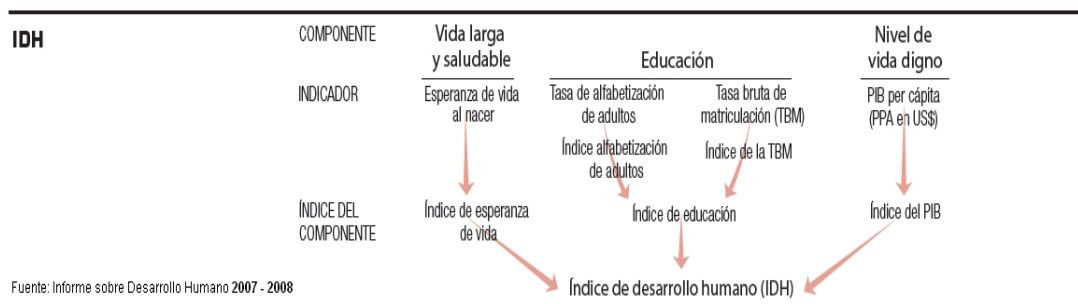 IDH
COMPONENTE
Vida larga
y saludable
Educación
Nivel de
vida digno
INDICADOR
Esperanza de vida
al nacer
Tasa de alfabetización
de adultos
Tasa bruta de
matriculación (TBM)
PIB per cápita
(PPA en US$)
Índice alfabetización
de adultos
Índice de la TBM
ÍNDICE DEL
COMPONENTE
Índice de esperanza
de vida
Índice de educación
Índice del PIB
Índice de desarrollo humano (IDH)
Fuente: Informe sobre Desarrollo Humano 2007 - 2008